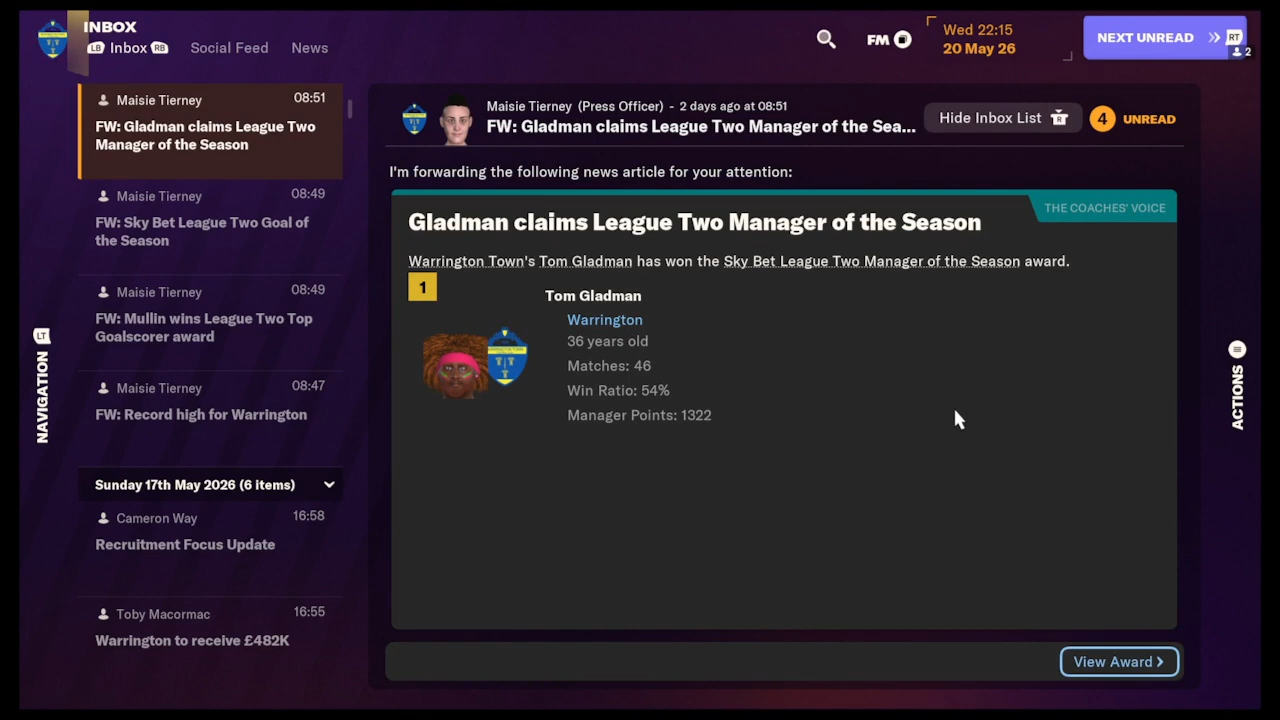 INBOX
LB Inbox RB
Social Feed
News
FM
Wed 22:15
20 May 26
NEXT UNREAD
RT
2
Maisie Tierney
08:51
FW: Gladman claims League Two
Manager of the Season
Maisie Tierney
08:49
FW: Sky Bet League Two Goal of
the Season
Maisie Tierney
08:49
FW: Mullin wins League Two Top
Goalscorer award
Maisie Tierney
08:47
FW: Record high for Warrington
Sunday 17th May 2026 (6 items)
Cameron Way
16:58
Recruitment Focus Update
Toby Macormac
16:55
Warrington to receive £482K
LT
NAVIGATION
Maisie Tierney (Press Officer) - 2 days ago at 08:51
FW: Gladman claims League Two Manager of the Sea...
Hide Inbox List
R
4
UNREAD
I'm forwarding the following news article for your attention:
THE COACHES' VOICE
Gladman claims League Two Manager of the Season
Warrington Town's Tom Gladman has won the Sky Bet League Two Manager of the Season award.
1
Tom Gladman
Warrington
36 years old
Matches: 46
Win Ratio: 54%
Manager Points: 1322
View Award
ACTIONS